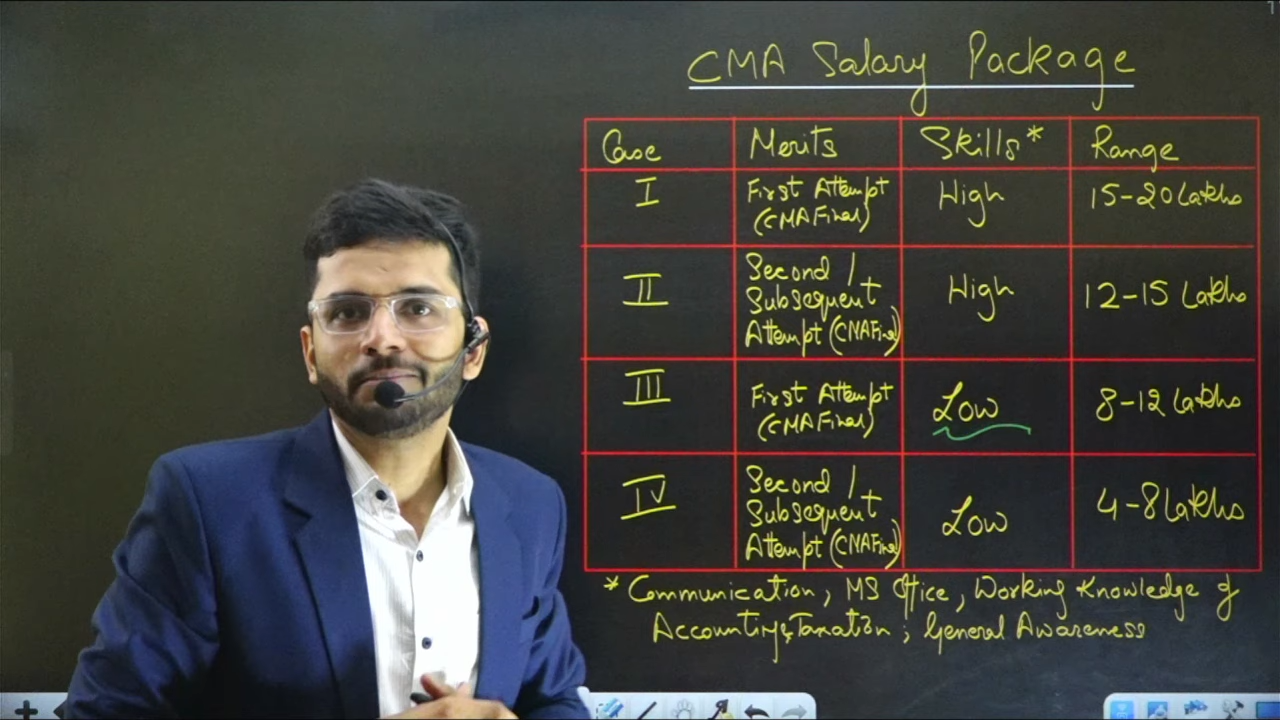 CMA Salary Package
Case Merits Skills* Range
I First Attempt (CMA Final) High 15-20 Lakhs
II Second / Subsequent Attempt (CMA Final) High 12-15 Lakhs
III First Attempt (CMA Final) Low 8-12 Lakhs
IV Second / Subsequent Attempt (CMA Final) Low 4-8 Lakhs
* Communication, MS Office, Working Knowledge of
Accounting & Taxation, General Awareness